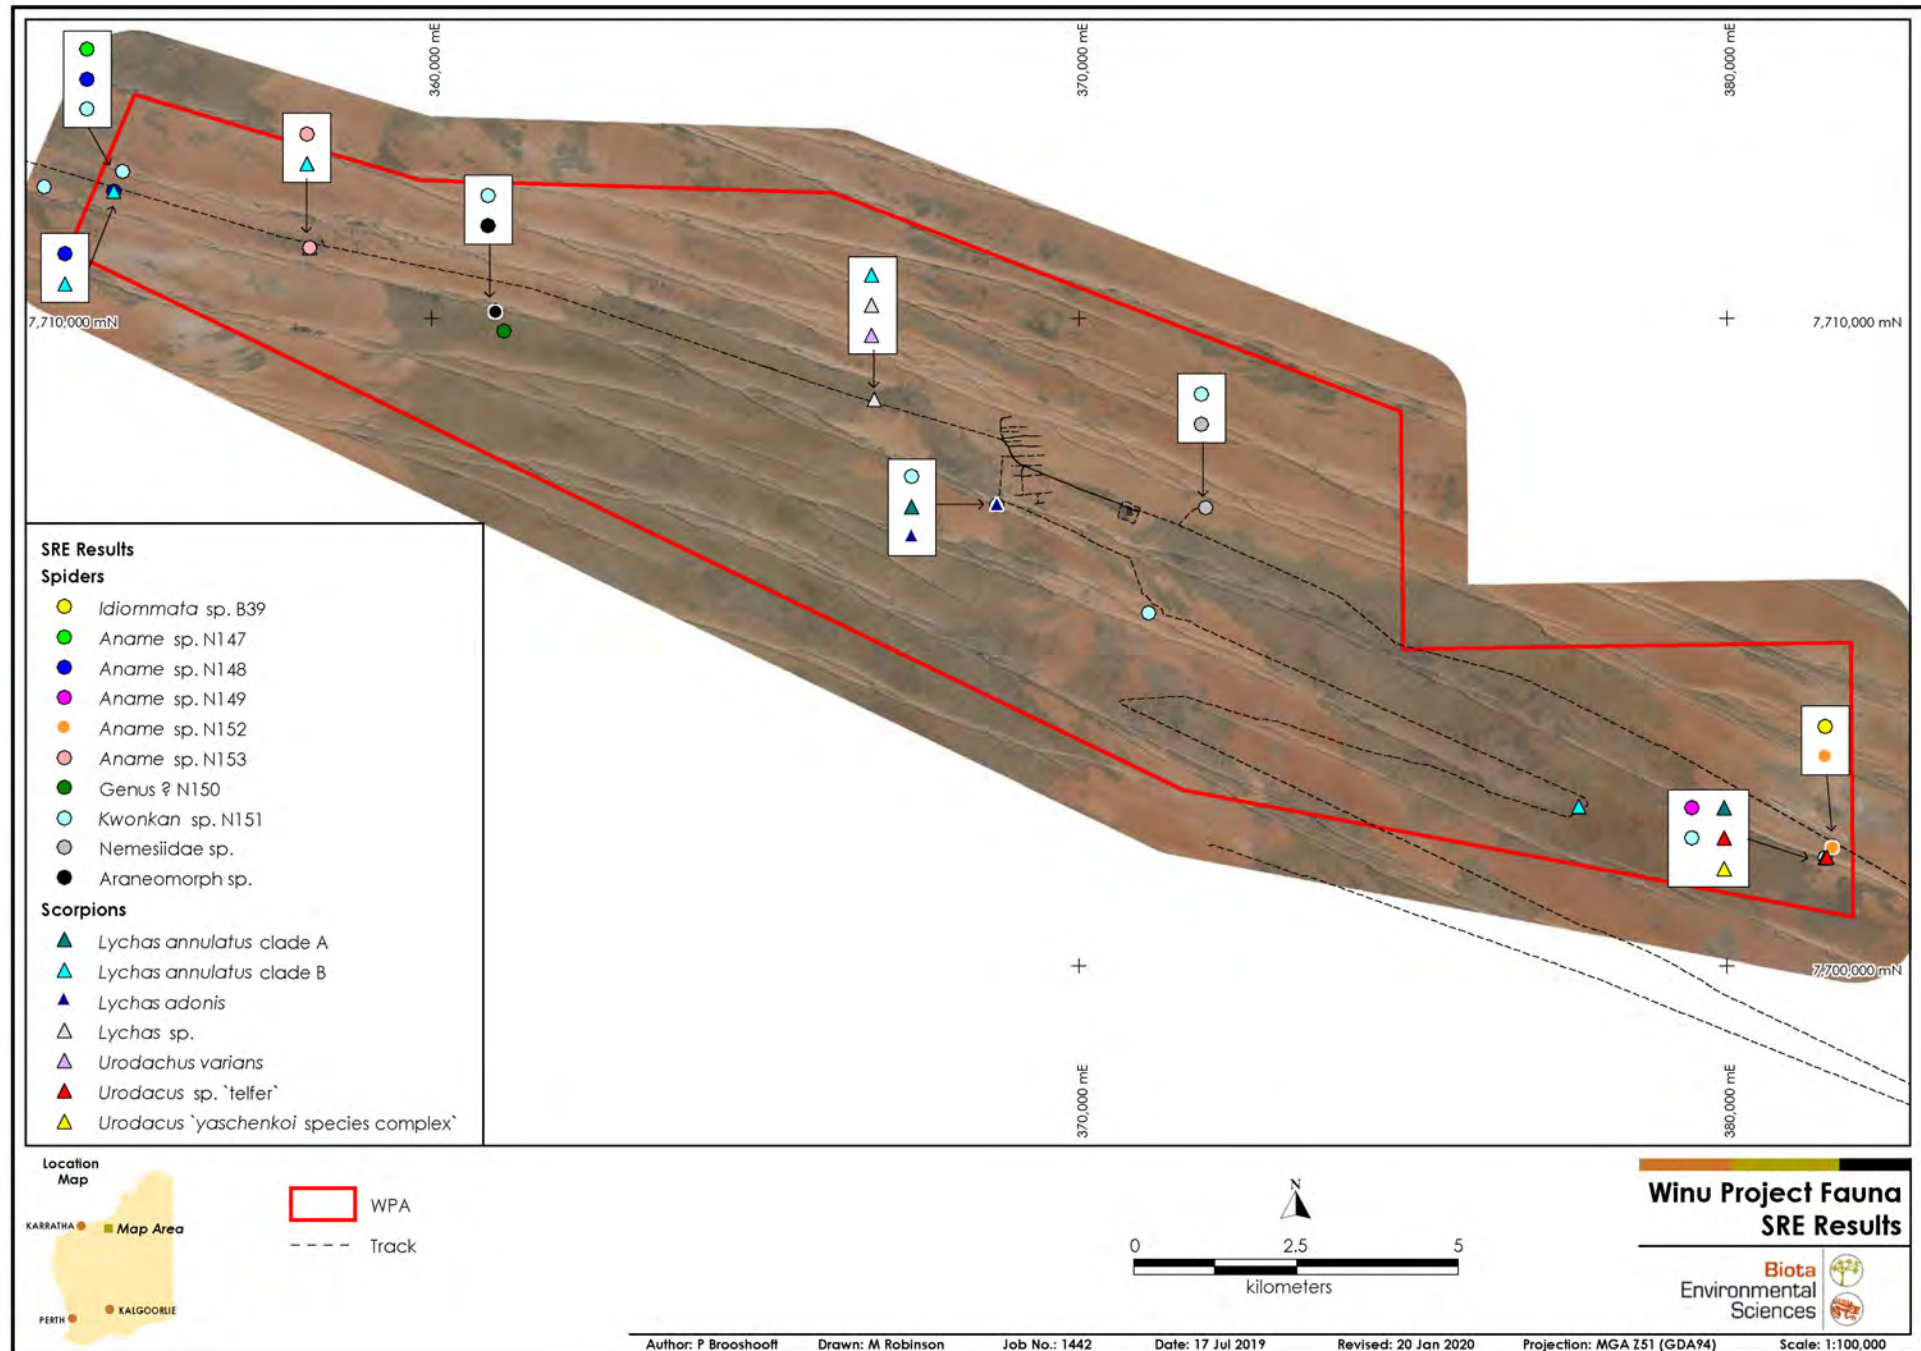 360,000 mE
370,000 mE
380,000 mE
7,710,000 mN
7,710,000 mN
SRE Results
Spiders
Idiommata sp. B39
Aname sp. N147
Aname sp. N148
Aname sp. N149
Aname sp. N152
Aname sp. N153
Genus ? N150
Kwonkan sp. N151
Nemesiidae sp.
Araneomorph sp.
Scorpions
Lychas annulatus clade A
Lychas annulatus clade B
Lychas adonis
Lychas sp.
Urodachus varians
Urodacus sp. `telfer`
Urodacus `yaschenkoi species complex`
7,700,000 mN
370,000 mE
380,000 mE
Location
Map
KARRATHA
Map Area
KALGOORLIE
PERTH
WPA
Track
N
0 2.5 5
kilometers
Winu Project Fauna
SRE Results
Biota
Environmental
Sciences
Author: P Brooshooft Drawn: M Robinson Job No.: 1442 Date: 17 Jul 2019 Revised: 20 Jan 2020 Projection: MGA Z51 (GDA94) Scale: 1:100,000